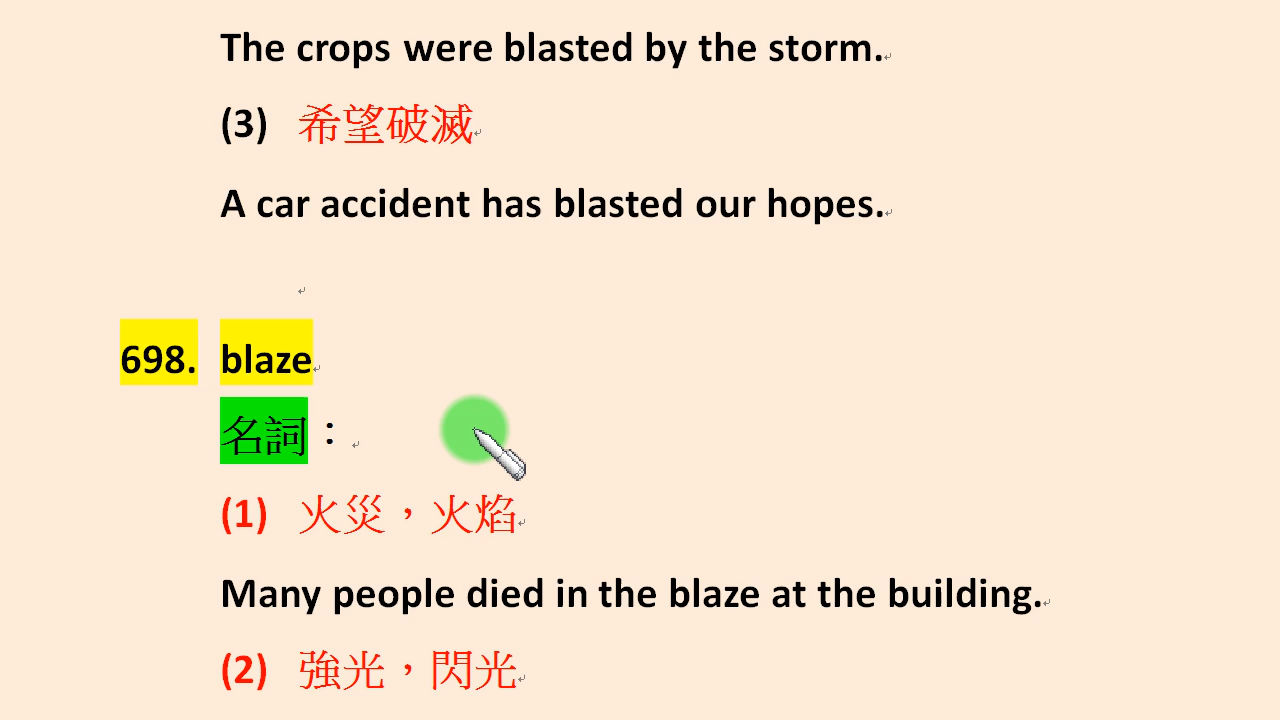 The crops were blasted by the storm.
(3) 希望破滅
A car accident has blasted our hopes.
698. blaze
名詞：
(1) 火災，火焰
Many people died in the blaze at the building.
(2) 強光，閃光